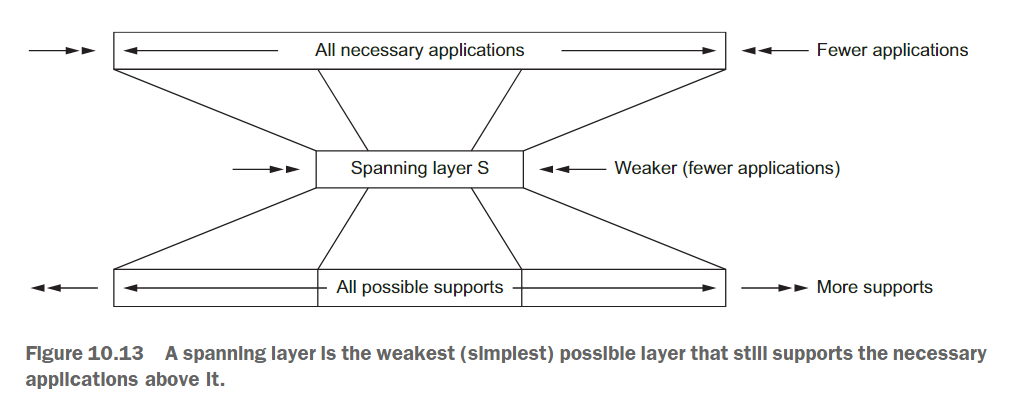 All necessary applications
Fewer applications
Spanning layer S
Weaker (fewer applications)
All possible supports
More supports
Figure 10.13 A spanning layer is the weakest (simplest) possible layer that still supports the necessary
applications above it.